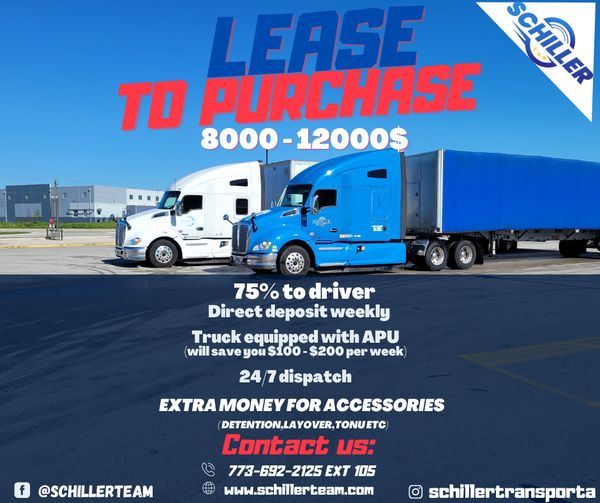 LEASE
TO PURCHASE
8000 - 12000$
SCHILLER
75% to driver
Direct deposit weekly
Truck equipped with APU
(will save you $100 - $200 per week)
24/7 dispatch
EXTRA MONEY FOR ACCESSORIES
(DETENTION,LAYOVER,TONU ETC)
Contact us:
773-692-2125 EXT 105
@SCHILLERTEAM
www.schillerteam.com
schillertransporta